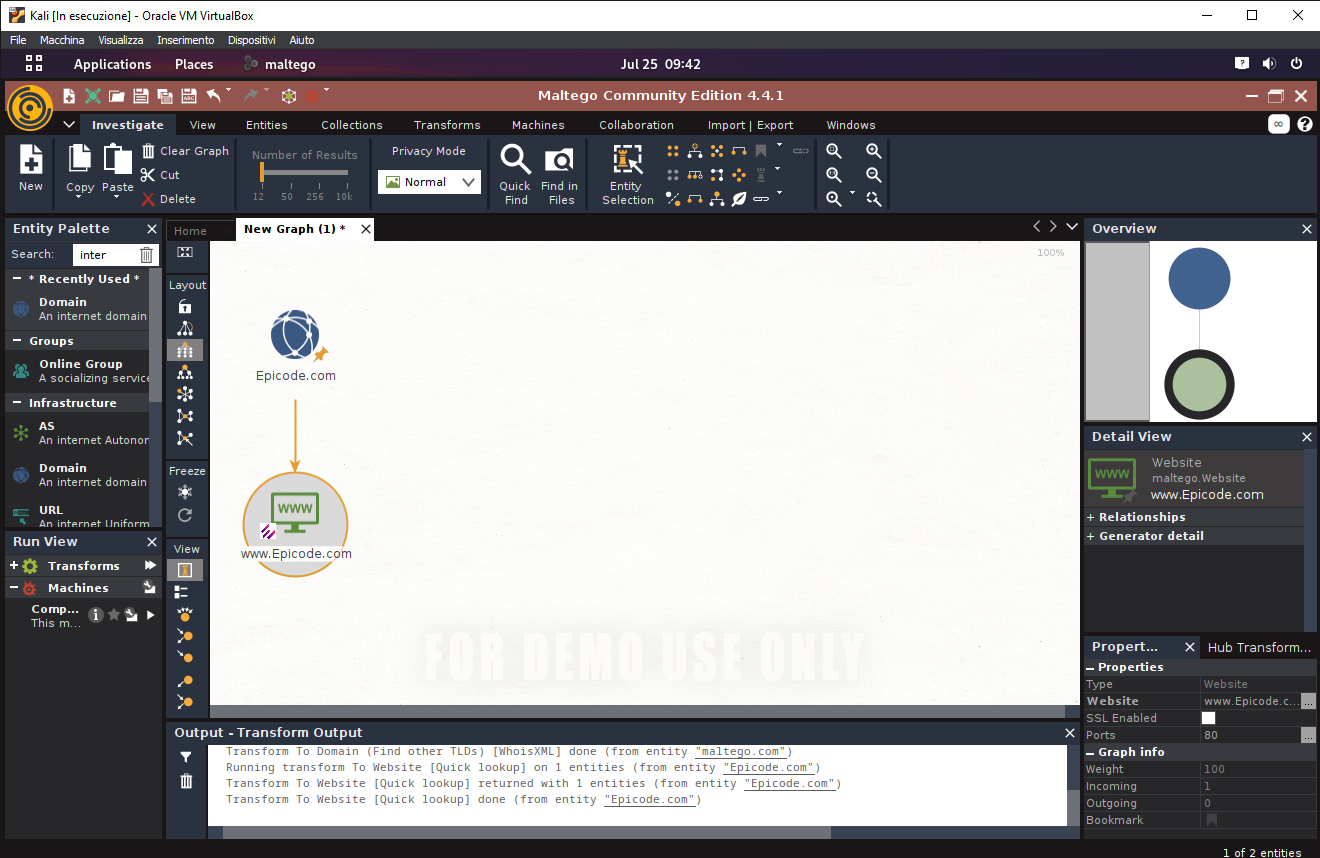 Kali [In esecuzione] - Oracle VM VirtualBox
File Macchina Visualizza Inserimento Dispositivi Aiuto
Applications Places maltego Jul 25 09:42
Maltego Community Edition 4.4.1
Investigate View Entities Collections Transforms Machines Collaboration Import | Export Windows
New
Copy
Paste
Clear Graph
Cut
Delete
Number of Results
12 50 256 10k
Privacy Mode
Normal
Quick Find
Find in Files
Entity Selection
Entity Palette
Search: inter
* Recently Used *
Domain
An internet domain
Groups
Online Group
A socializing service
Infrastructure
AS
An internet Autonon
Domain
An internet domain
URL
An internet Uniform
Run View
Transforms
Machines
Comp...
This m...
Home
New Graph (1) *
Layout
Freeze
View
100%
Epicode.com
WWW
www.Epicode.com
FOR DEMO USE ONLY
Output - Transform Output
Transform To Domain (Find other TLDs) [WhoisXML] done (from entity "maltego.com")
Running transform To Website [Quick lookup] on 1 entities (from entity "Epicode.com")
Transform To Website [Quick lookup] returned with 1 entities (from entity "Epicode.com")
Transform To Website [Quick lookup] done (from entity "Epicode.com")
Overview
Detail View
WWW
Website
maltego.Website
www.Epicode.com
+ Relationships
+ Generator detail
Propert...
Hub Transform...
Properties
Type Website
Website www.Epicode.c... ...
SSL Enabled
Ports 80 ...
Graph info
Weight 100
Incoming 1
Outgoing 0
Bookmark
1 of 2 entities